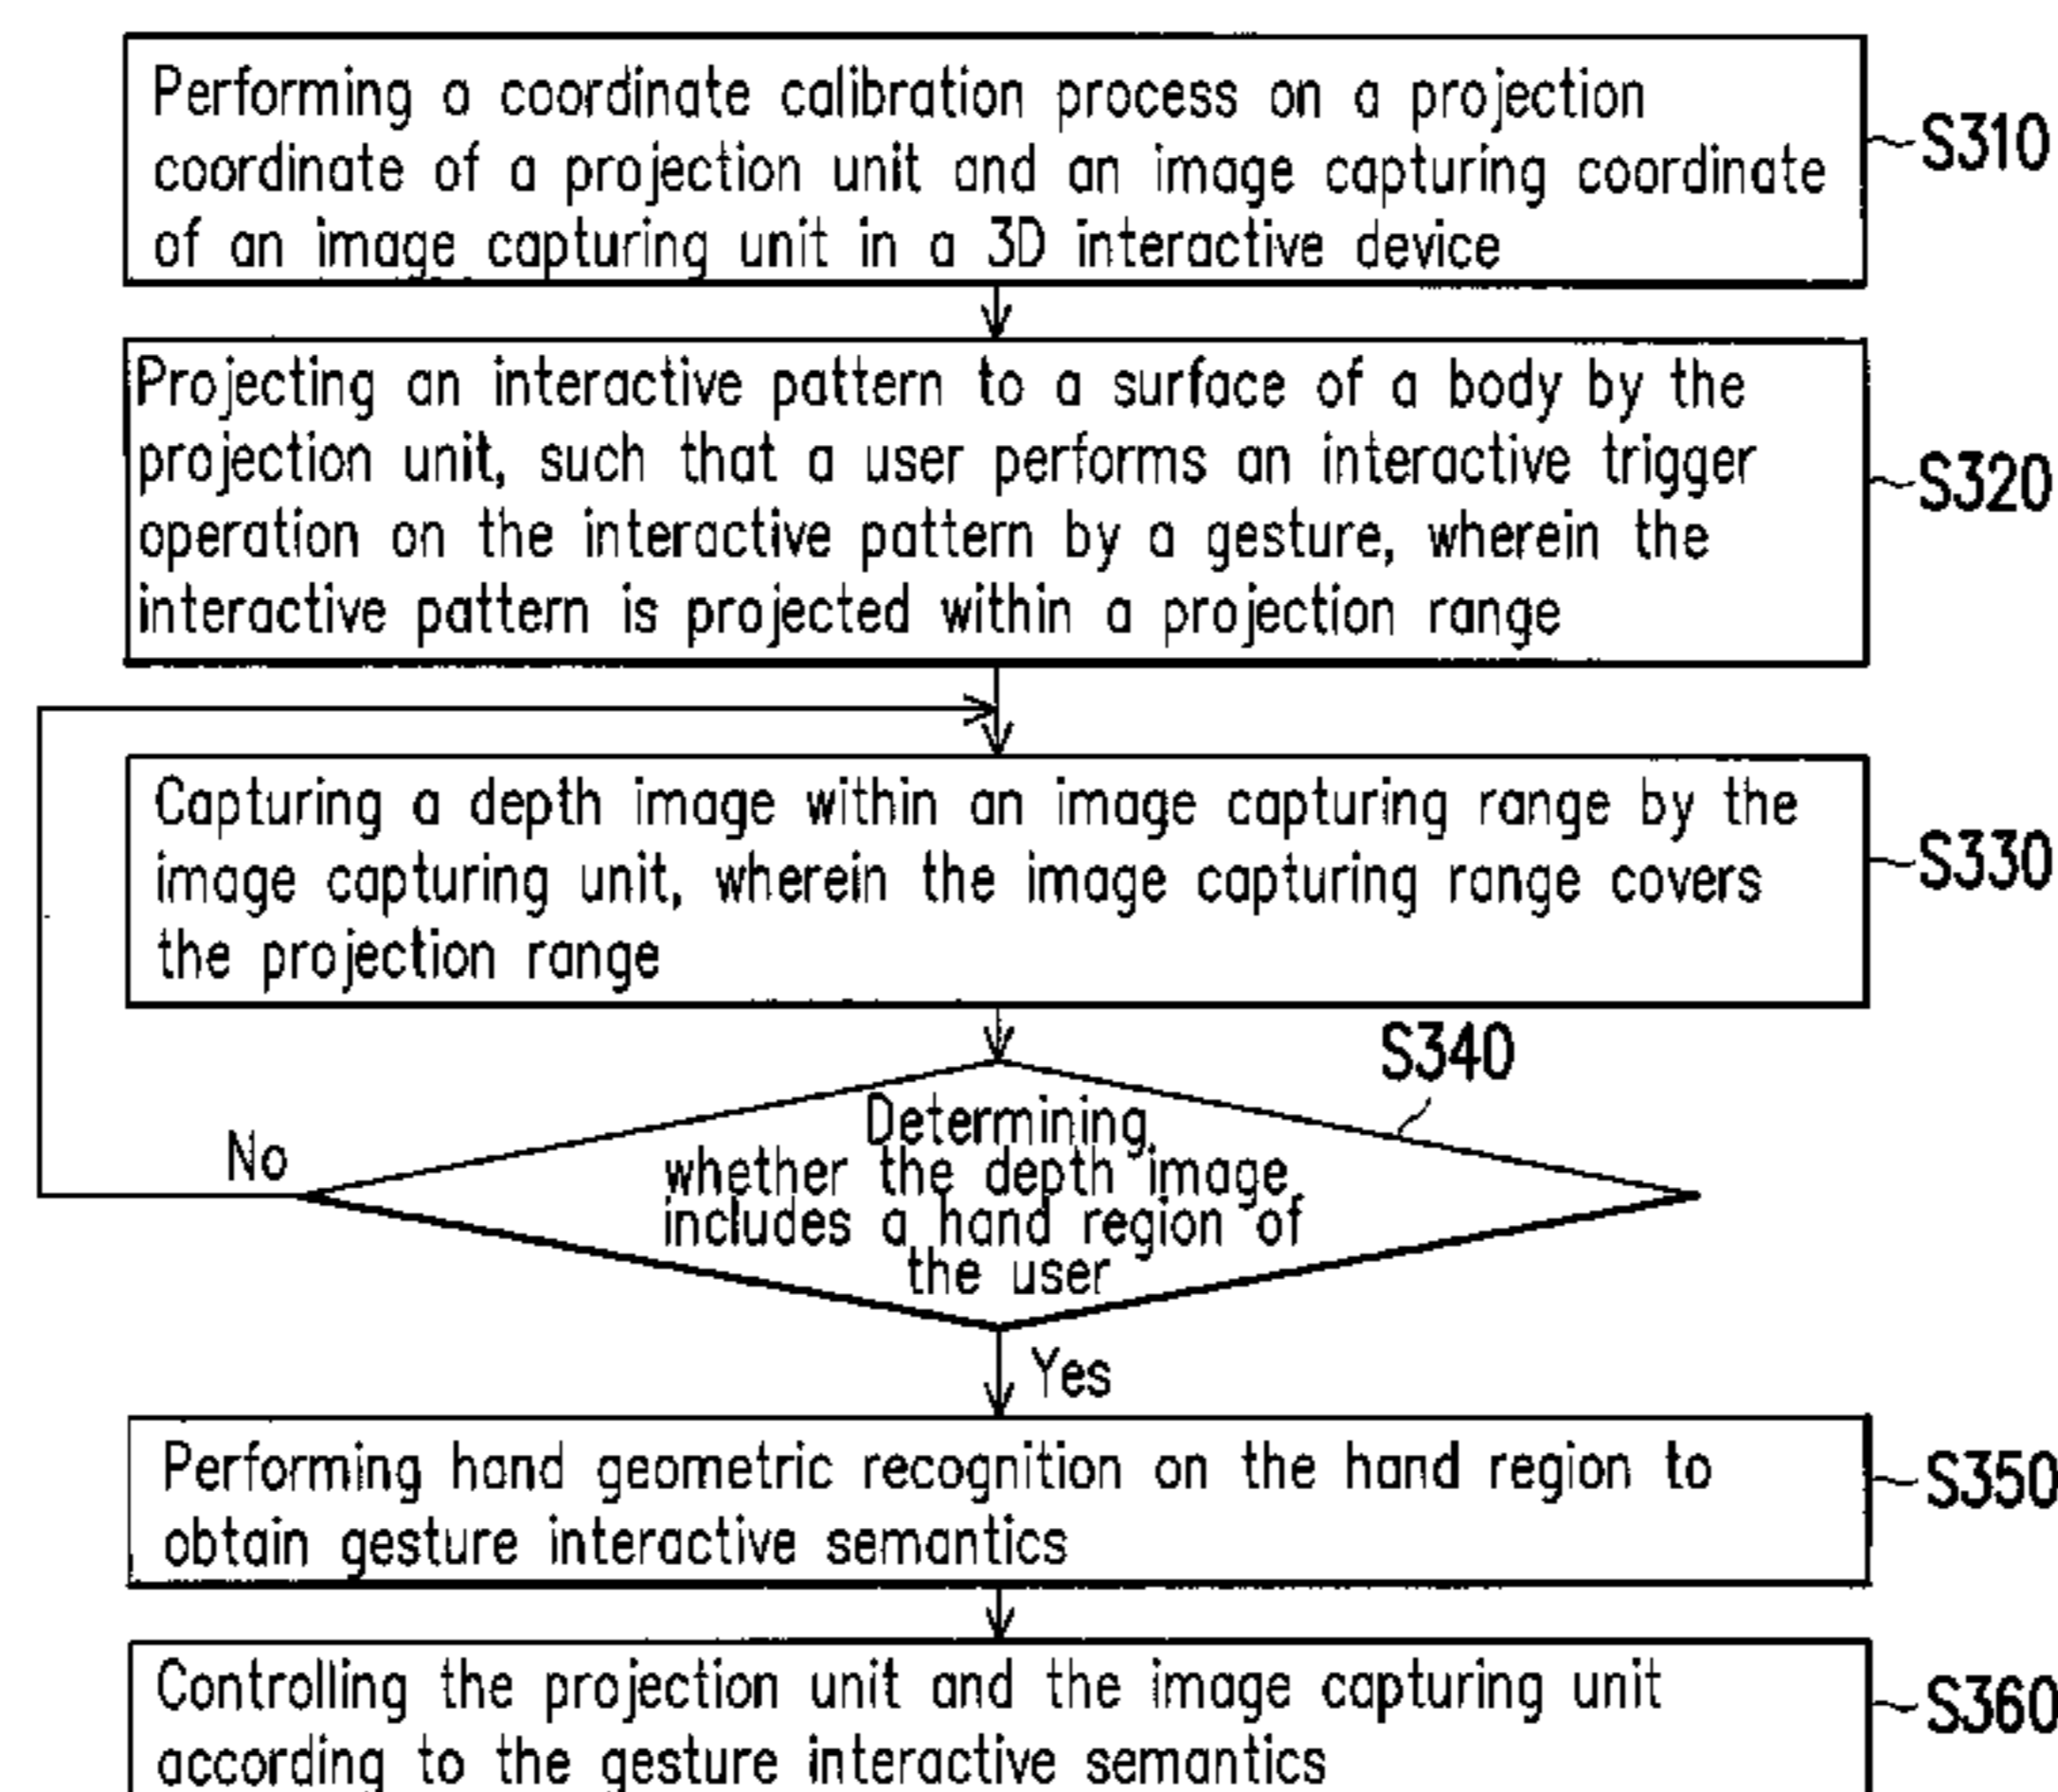 Performing a coordinate calibration process on a projection
coordinate of a projection unit and an image capturing coordinate
of an image capturing unit in a 3D interactive device
S310
Projecting an interactive pattern to a surface of a body by the
projection unit, such that a user performs an interactive trigger
operation on the interactive pattern by a gesture, wherein the
interactive pattern is projected within a projection range
S320
Capturing a depth image within an image capturing range by the
image capturing unit, wherein the image capturing range covers
the projection range
S330
S340
Determining
whether the depth image
includes a hand region of
the user
No
Yes
Performing hand geometric recognition on the hand region to
obtain gesture interactive semantics
S350
Controlling the projection unit and the image capturing unit
according to the gesture interactive semantics
S360